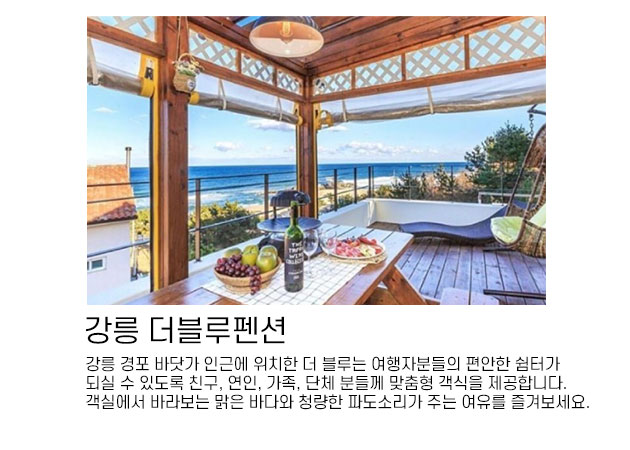 THE
WINE
강릉 더블루펜션
강릉 경포 바닷가 인근에 위치한 더 블루는 여행자분들의 편안한 쉼터가
되실 수 있도록 친구, 연인, 가족, 단체 분들께 맞춤형 객식을 제공합니다.
객실에서 바라보는 맑은 바다와 청량한 파도소리가 주는 여유를 즐겨보세요.